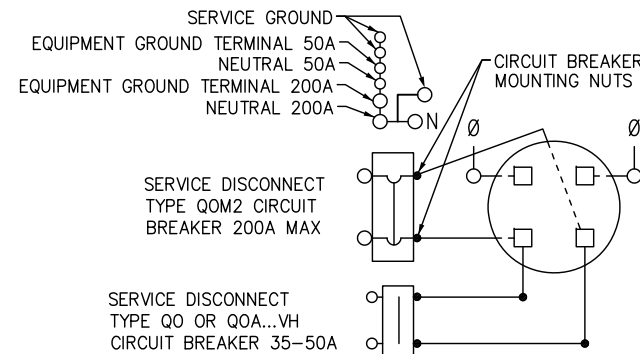 SERVICE GROUND
EQUIPMENT GROUND TERMINAL 50A
NEUTRAL 50A
EQUIPMENT GROUND TERMINAL 200A
NEUTRAL 200A
N
CIRCUIT BREAKER
MOUNTING NUTS
Ø
Ø
SERVICE DISCONNECT
TYPE QOM2 CIRCUIT
BREAKER 200A MAX
SERVICE DISCONNECT
TYPE QO OR QOA...VH
CIRCUIT BREAKER 35-50A